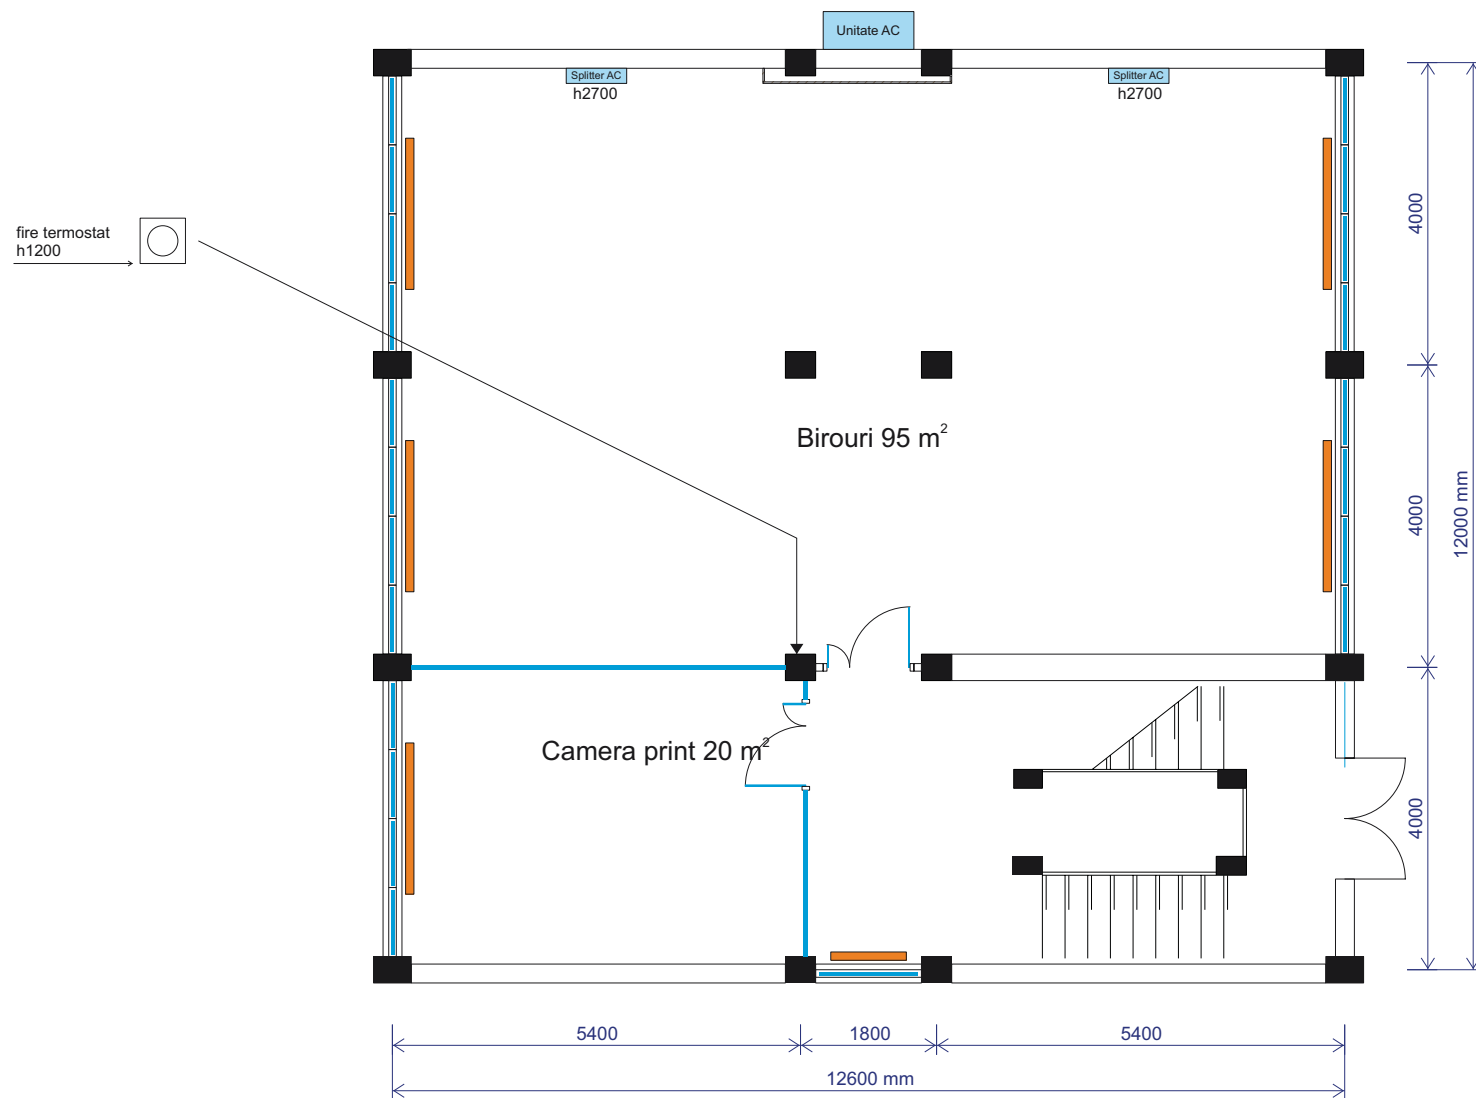 Unitate AC
Splitter AC
h2700
Splitter AC
h2700
fire termostat
h1200
4000
Birouri 95 m²
4000
12000 mm
Camera print 20 m²
4000
5400
1800
5400
12600 mm